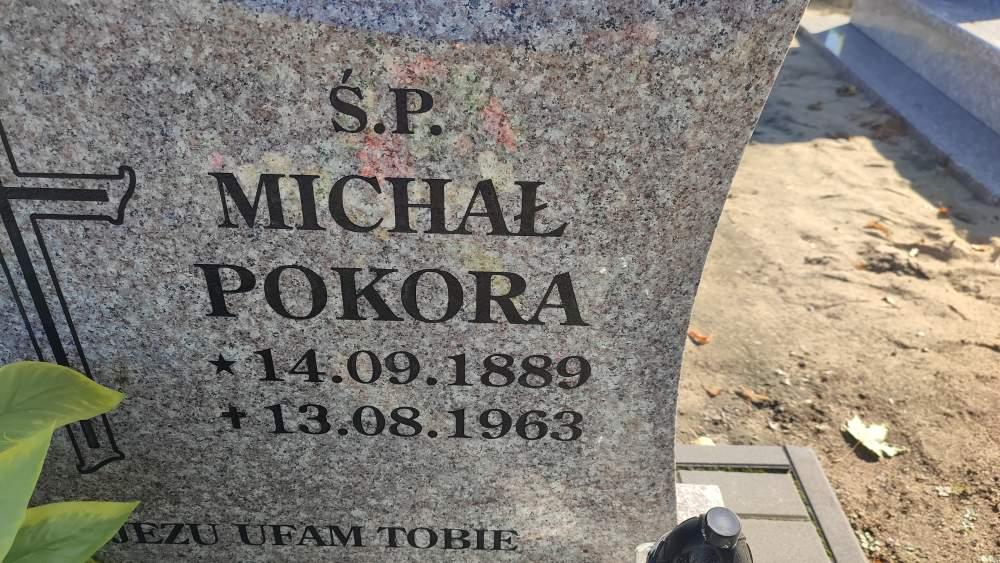 Ś.P.
MICHAŁ
POKORA
★ 14.09.1889
✝ 13.08.1963
JEZU UFAM TOBIE